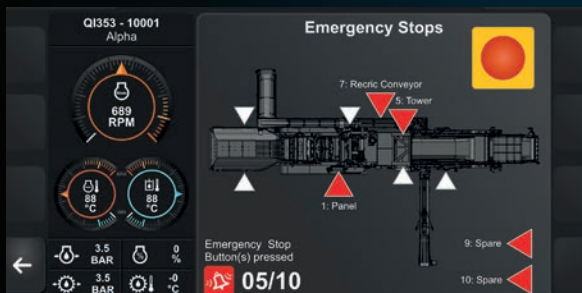 QI353 - 10001
Alpha
Emergency Stops
689
RPM
7: Recric Conveyor
5: Tower
1: Panel
88
°C
88
°C
3.5
BAR
0
%
3.5
BAR
-0
°C
Emergency Stop
Button(s) pressed
05/10
9: Spare
10: Spare